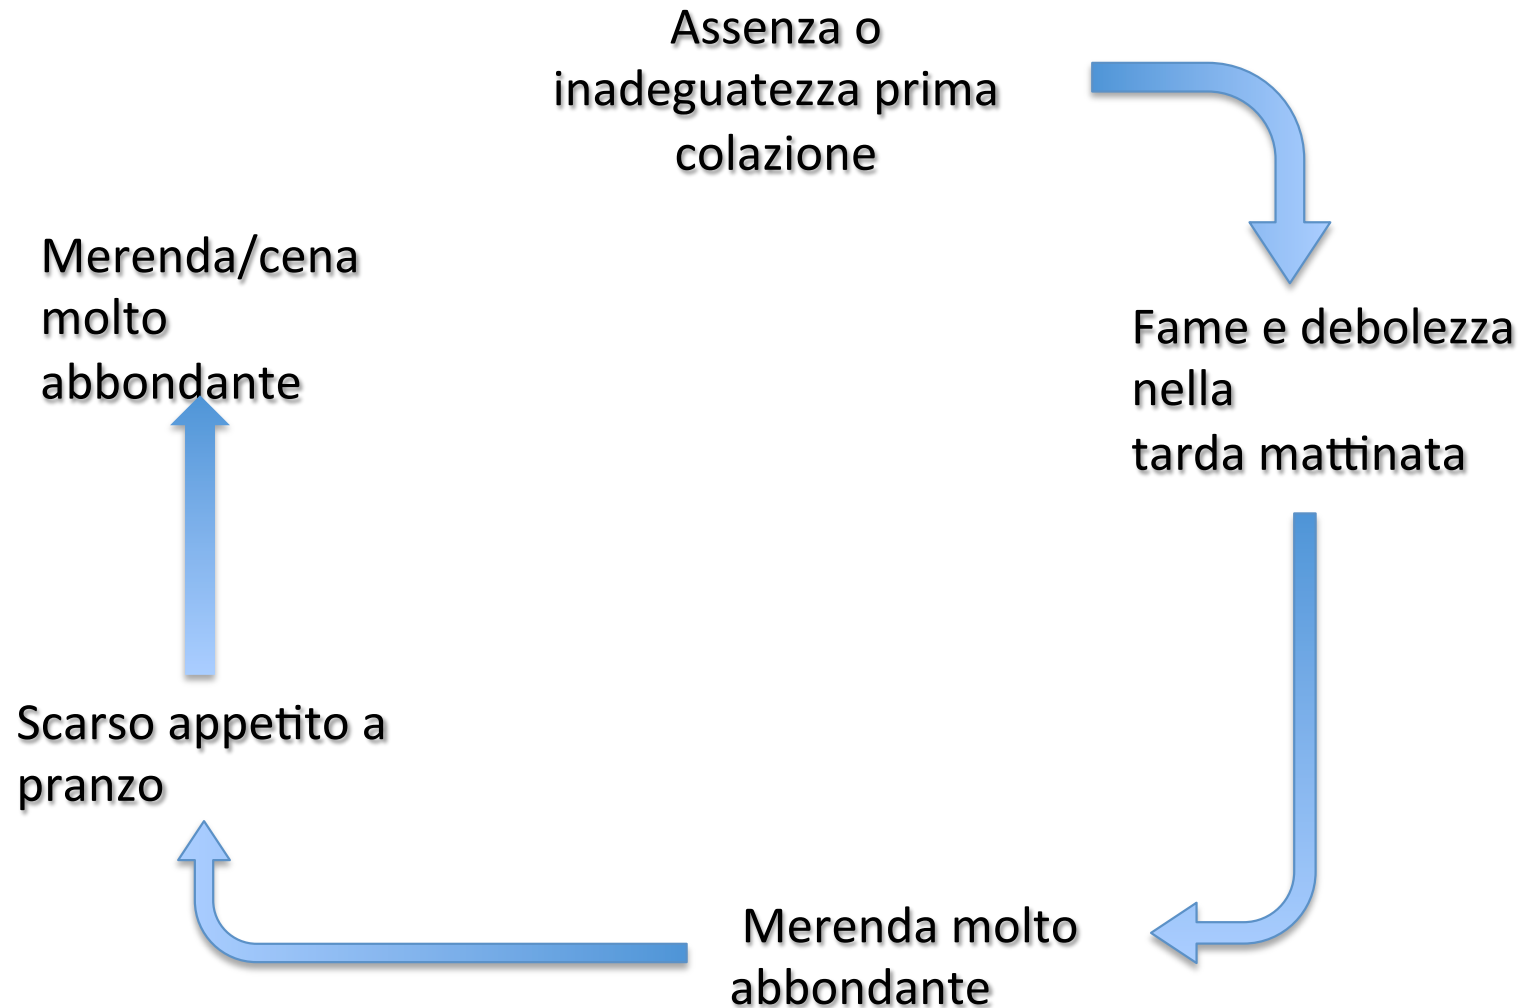 Assenza o
inadeguatezza prima
colazione
Fame e debolezza
nella
tarda mattinata
Merenda molto
abbondante
Scarso appetito a
pranzo
Merenda/cena
molto
abbondante